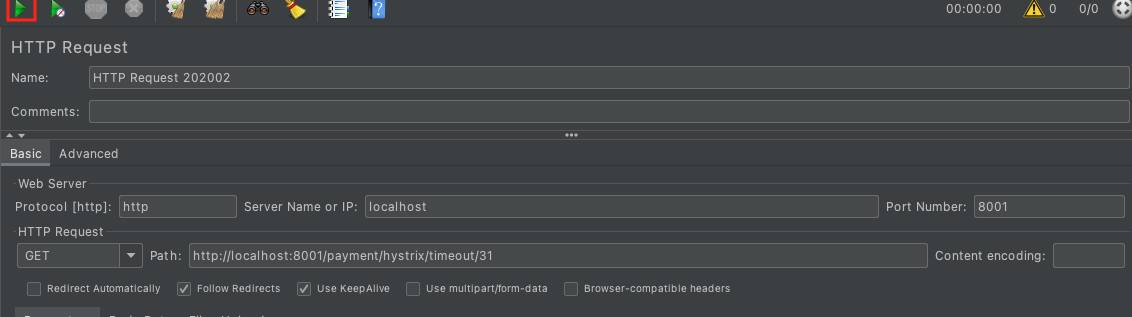 STOP
?
00:00:00 0 0/0
HTTP Request
Name: HTTP Request 202002
Comments:
Basic Advanced
Web Server
Protocol [http]: http Server Name or IP: localhost Port Number: 8001
HTTP Request
GET Path: http://localhost:8001/payment/hystrix/timeout/31 Content encoding:
Redirect Automatically Follow Redirects Use KeepAlive Use multipart/form-data Browser-compatible headers